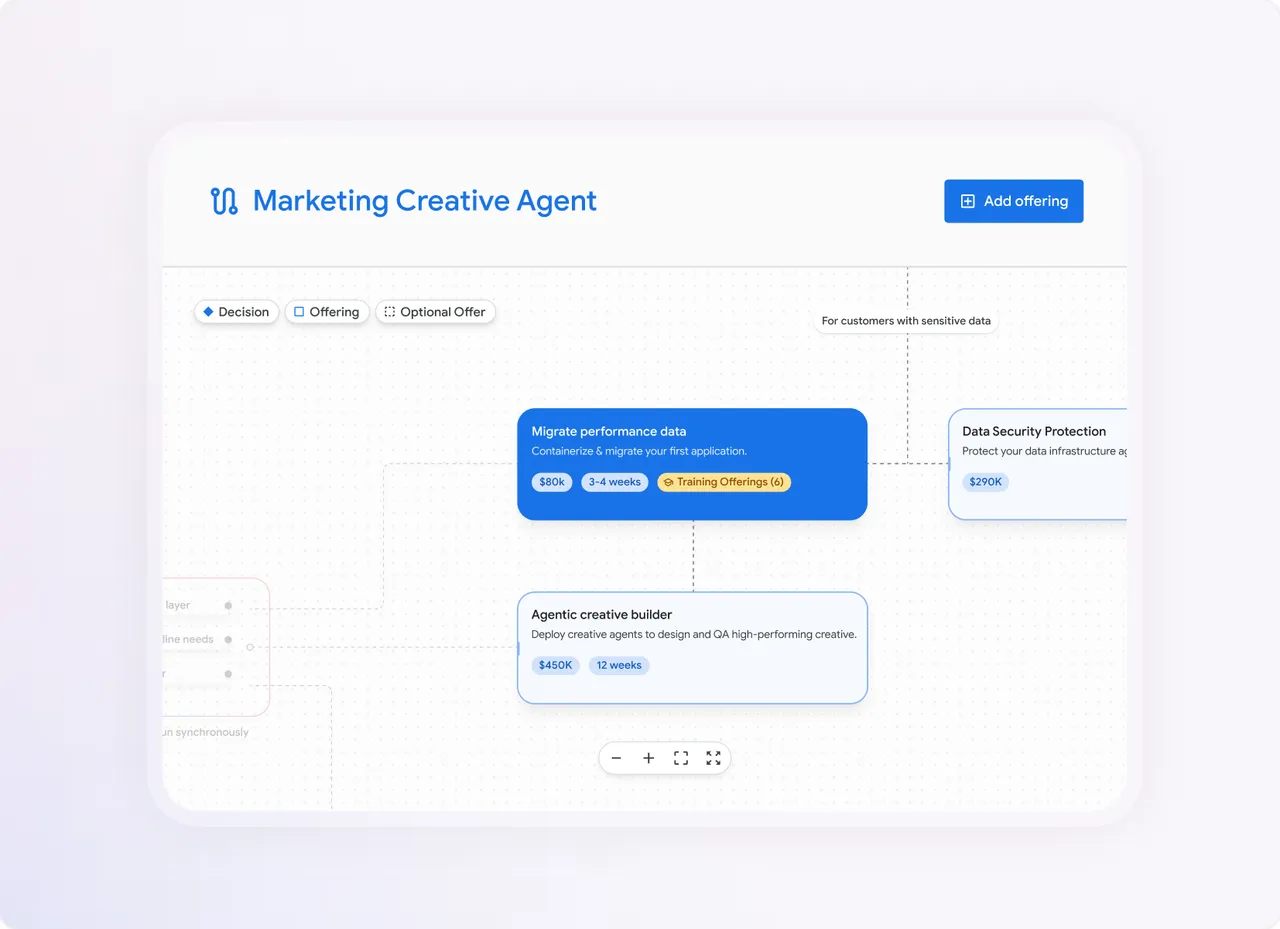 Marketing Creative Agent
Add offering
Decision
Offering
Optional Offer
For customers with sensitive data
Migrate performance data
Containerize & migrate your first application.
$80k
3-4 weeks
Training Offerings (6)
Data Security Protection
Protect your data infrastructure
$290K
layer
needs
synchronously
Agentic creative builder
Deploy creative agents to design and QA high-performing creative.
$450K
12 weeks